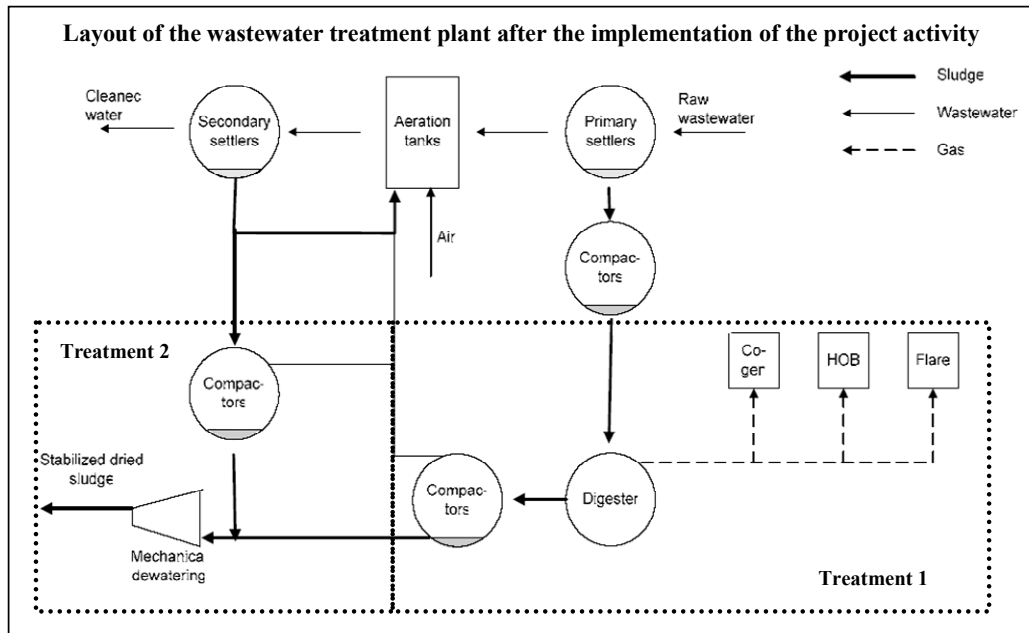 Layout of the wastewater treatment plant after the implementation of the project activity
Sludge
Wastewater
Gas
Cleanec
water
Secondary
settlers
Aeration
tanks
Primary
settlers
Raw
wastewater
Air
Compac-
tors
Treatment 2
Compac-
tors
Co-
ger
HOB
Flare
Stabilized dried
sludge
Compac-
tors
Digester
Mechanica
dewatering
Treatment 1